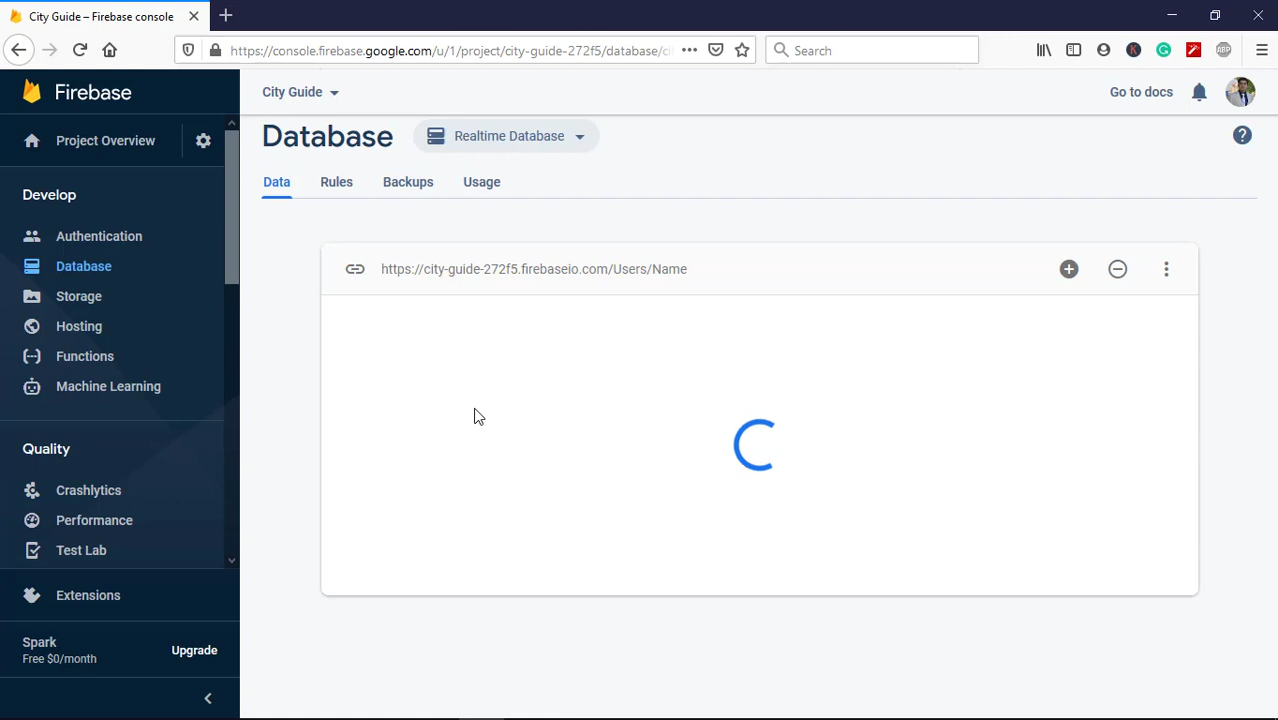 City Guide – Firebase console
https://console.firebase.google.com/u/1/project/city-guide-272f5/database/ci
Search
Firebase
City Guide
Go to docs
Project Overview
Database
Realtime Database
Develop
Data
Rules
Backups
Usage
Authentication
Database
https://city-guide-272f5.firebaseio.com/Users/Name
Storage
Hosting
Functions
Machine Learning
Quality
Crashlytics
Performance
Test Lab
Extensions
Spark
Free $0/month
Upgrade